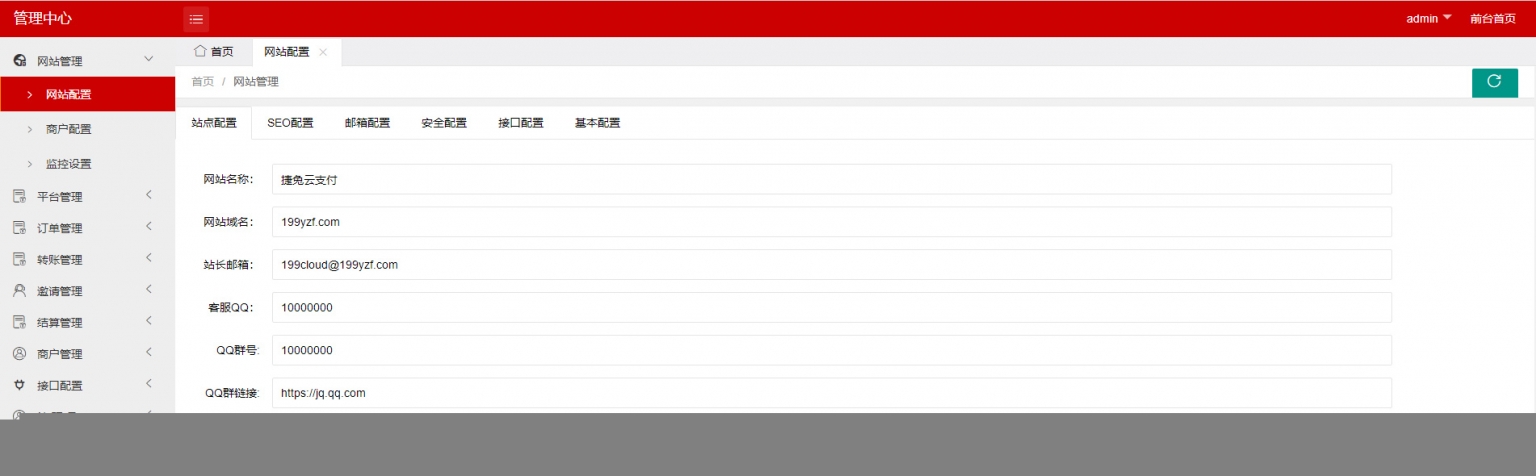 管理中心
admin
前台首页
网站管理
网站配置
商户配置
监控设置
平台管理
订单管理
转账管理
邀请管理
结算管理
商户管理
接口配置
首页
网站配置
首页 / 网站管理
站点配置
SEO配置
邮箱配置
安全配置
接口配置
基本配置
网站名称： 捷兔云支付
网站域名： 199yzf.com
站长邮箱： 199cloud@199yzf.com
客服QQ： 10000000
QQ群号: 10000000
QQ群链接: https://jq.qq.com